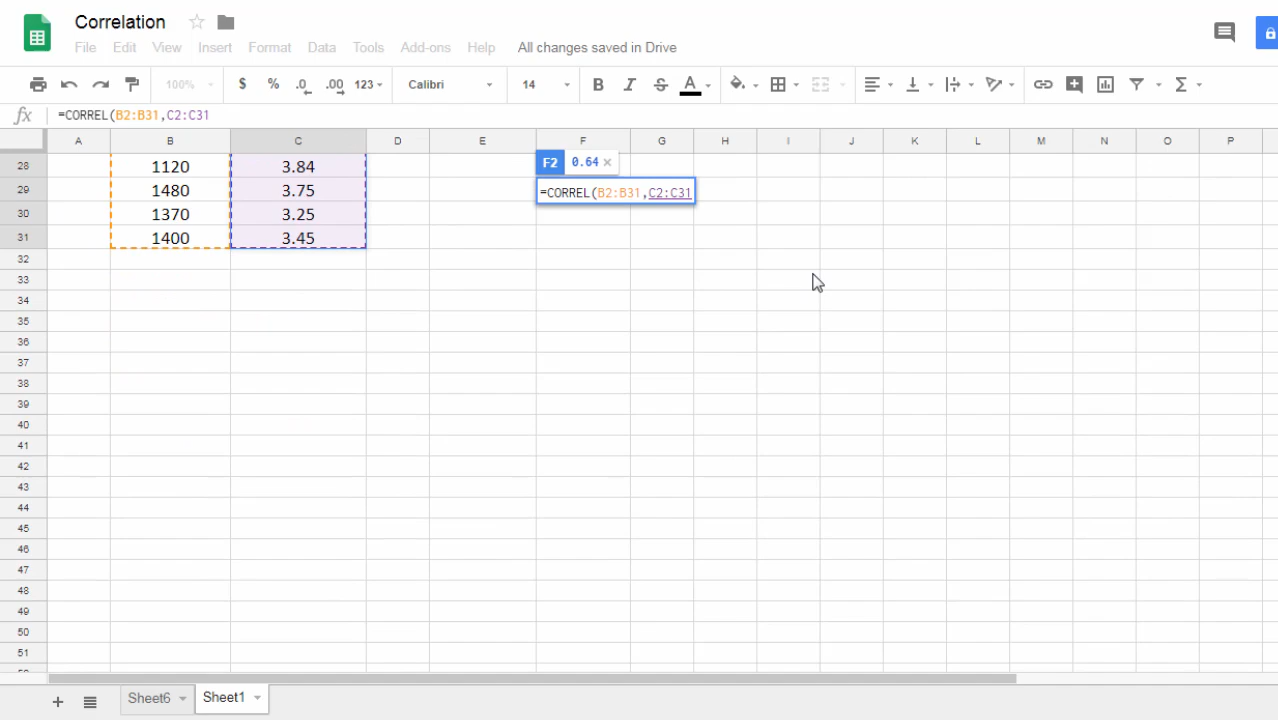 Correlation
File Edit View Insert Format Data Tools Add-ons Help All changes saved in Drive
100% $ % .0 .00 123 Calibri 14 B I S A Σ
fx =CORREL(B2:B31,C2:C31
A B C D E F G H I J K L M N O P
F2 0.64 ×
28 1120 3.84
29 1480 3.75 =CORREL(B2:B31,C2:C31
30 1370 3.25
31 1400 3.45
32
33
34
35
36
37
38
39
40
41
42
43
44
45
46
47
48
49
50
51
+ Sheet6 Sheet1